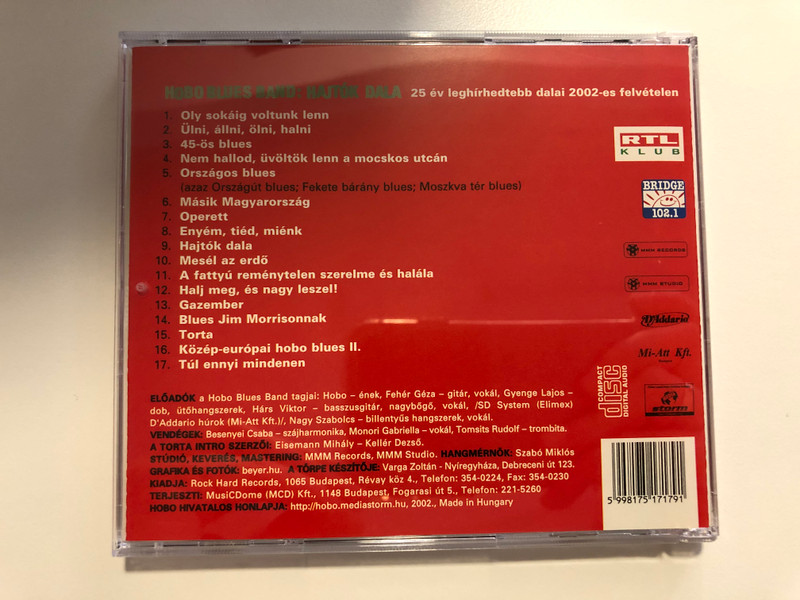 HOBO BLUES BAND: HAJTÓK DALA 25 év leghírhedtebb dalai 2002-es felvételen
1. Oly sokáig voltunk lenn
2. Ülni, állni, ölni, halni
3. 45-ös blues
4. Nem hallod, üvöltök lenn a mocskos utcán
5. Országos blues
(azaz Országút blues; Fekete bárány blues; Moszkva tér blues)
6. Másik Magyarország
7. Operett
8. Enyém, tiéd, miénk
9. Hajtók dala
10. Mesél az erdő
11. A fattyú reménytelen szerelme és halála
12. Halj meg, és nagy leszel!
13. Gazember
14. Blues Jim Morrisonnak
15. Torta
16. Közép-európai hobo blues II.
17. Túl ennyi mindenen
RTL
KLUB
BRIDGE
102.1
MMM RECORDS
MMM STUDIO
D'Addario
Mi-Att Kft.
storm
COMPACT
disc
DIGITAL AUDIO
ELŐADÓK a Hobo Blues Band tagjai: Hobo – ének, Fehér Géza – gitár, vokál, Gyenge Lajos –
dob, ütőhangszerek, Hárs Viktor – basszusgitár, nagybőgő, vokál, /SD System (Elimex)
D'Addario húrok (Mi-Att Kft.)/, Nagy Szabolcs – billentyűs hangszerek, vokál.
VENDÉGEK: Besenyei Csaba – szájharmonika, Monori Gabriella – vokál, Tomsits Rudolf – trombita.
A TORTA INTRO SZERZŐI: Eisemann Mihály – Kellér Dezső.
STÚDIÓ, KEVERÉS, MASTERING: MMM Records, MMM Studio. HANGMÉRNÖK: Szabó Miklós
GRAFIKA ÉS FOTÓK: beyer.hu. A TÖRPE KÉSZÍTŐJE: Varga Zoltán - Nyíregyháza, Debreceni út 123.
KIADJA: Rock Hard Records, 1065 Budapest, Révay köz 4., Telefon: 354-0224, Fax: 354-0230
TERJESZTI: MusiCDome (MCD) Kft., 1148 Budapest, Fogarasi út 5., Telefon: 221-5260
HOBO HIVATALOS HONLAPJA: http://hobo.mediastorm.hu, 2002., Made in Hungary
5 998175 171791